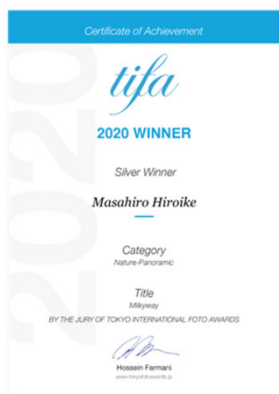 Certificate of Achievement
2020
tifa
2020 WINNER
Silver Winner
Masahiro Hiroike
Category
Nature-Panoramic
Title
Milkyway
BY THE JURY OF TOKYO INTERNATIONAL FOTO AWARDS
Hossein Farmani
www.tokyofotoawards.jp